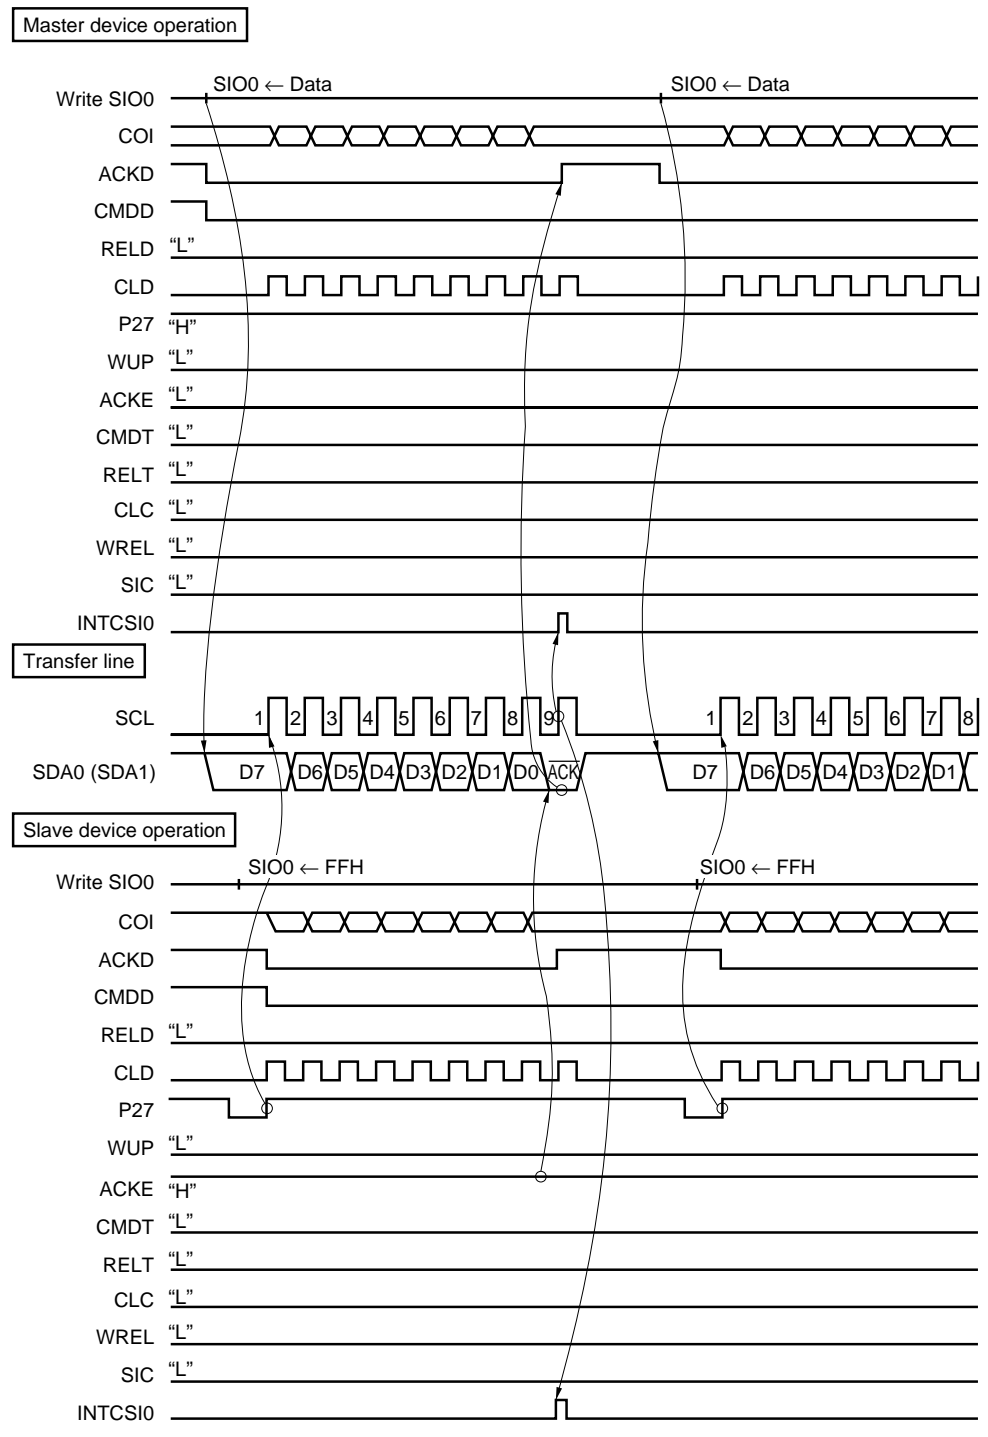 Master device operation
SIO0 ← Data SIO0 ← Data
Write SIO0
COI
ACKD
CMDD
RELD “L”
CLD
P27 “H”
WUP “L”
ACKE “L”
CMDT “L”
RELT “L”
CLC “L”
WREL “L”
SIC “L”
INTCSI0
Transfer line
SCL 1 2 3 4 5 6 7 8 9 1 2 3 4 5 6 7 8
SDA0 (SDA1) D7 D6 D5 D4 D3 D2 D1 D0 ACK D7 D6 D5 D4 D3 D2 D1
Slave device operation
SIO0 ← FFH SIO0 ← FFH
Write SIO0
COI
ACKD
CMDD
RELD “L”
CLD
P27
WUP “L”
ACKE “H”
CMDT “L”
RELT “L”
CLC “L”
WREL “L”
SIC “L”
INTCSI0